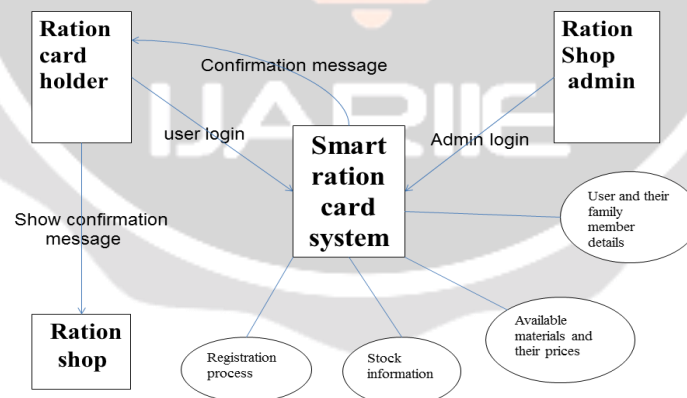 Ration
card
holder
Ration
Shop
admin
Confirmation message
IJARIIE
user login
Admin login
Smart
ration
card
system
User and their
family
member
details
Show confirmation
message
Ration
shop
Registration
process
Stock
information
Available
materials and
their prices